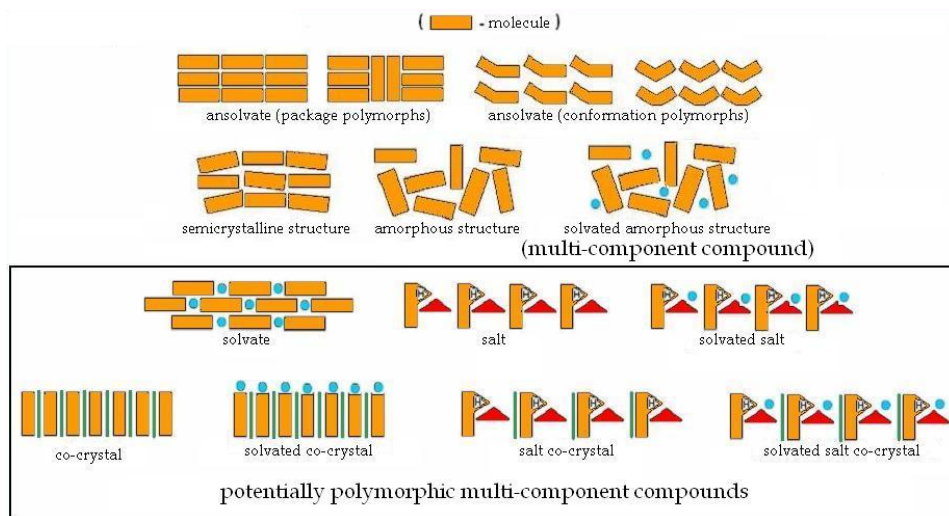 ( - molecule )
ansolvate (package polymorphs)
ansolvate (conformation polymorphs)
semicrystalline structure
amorphous structure
solvated amorphous structure
(multi-component compound)
solvate
H H H H
salt
H H H H
solvated salt
co-crystal
solvated co-crystal
H H H H
salt co-crystal
H H H H
solvated salt co-crystal
potentially polymorphic multi-component compounds